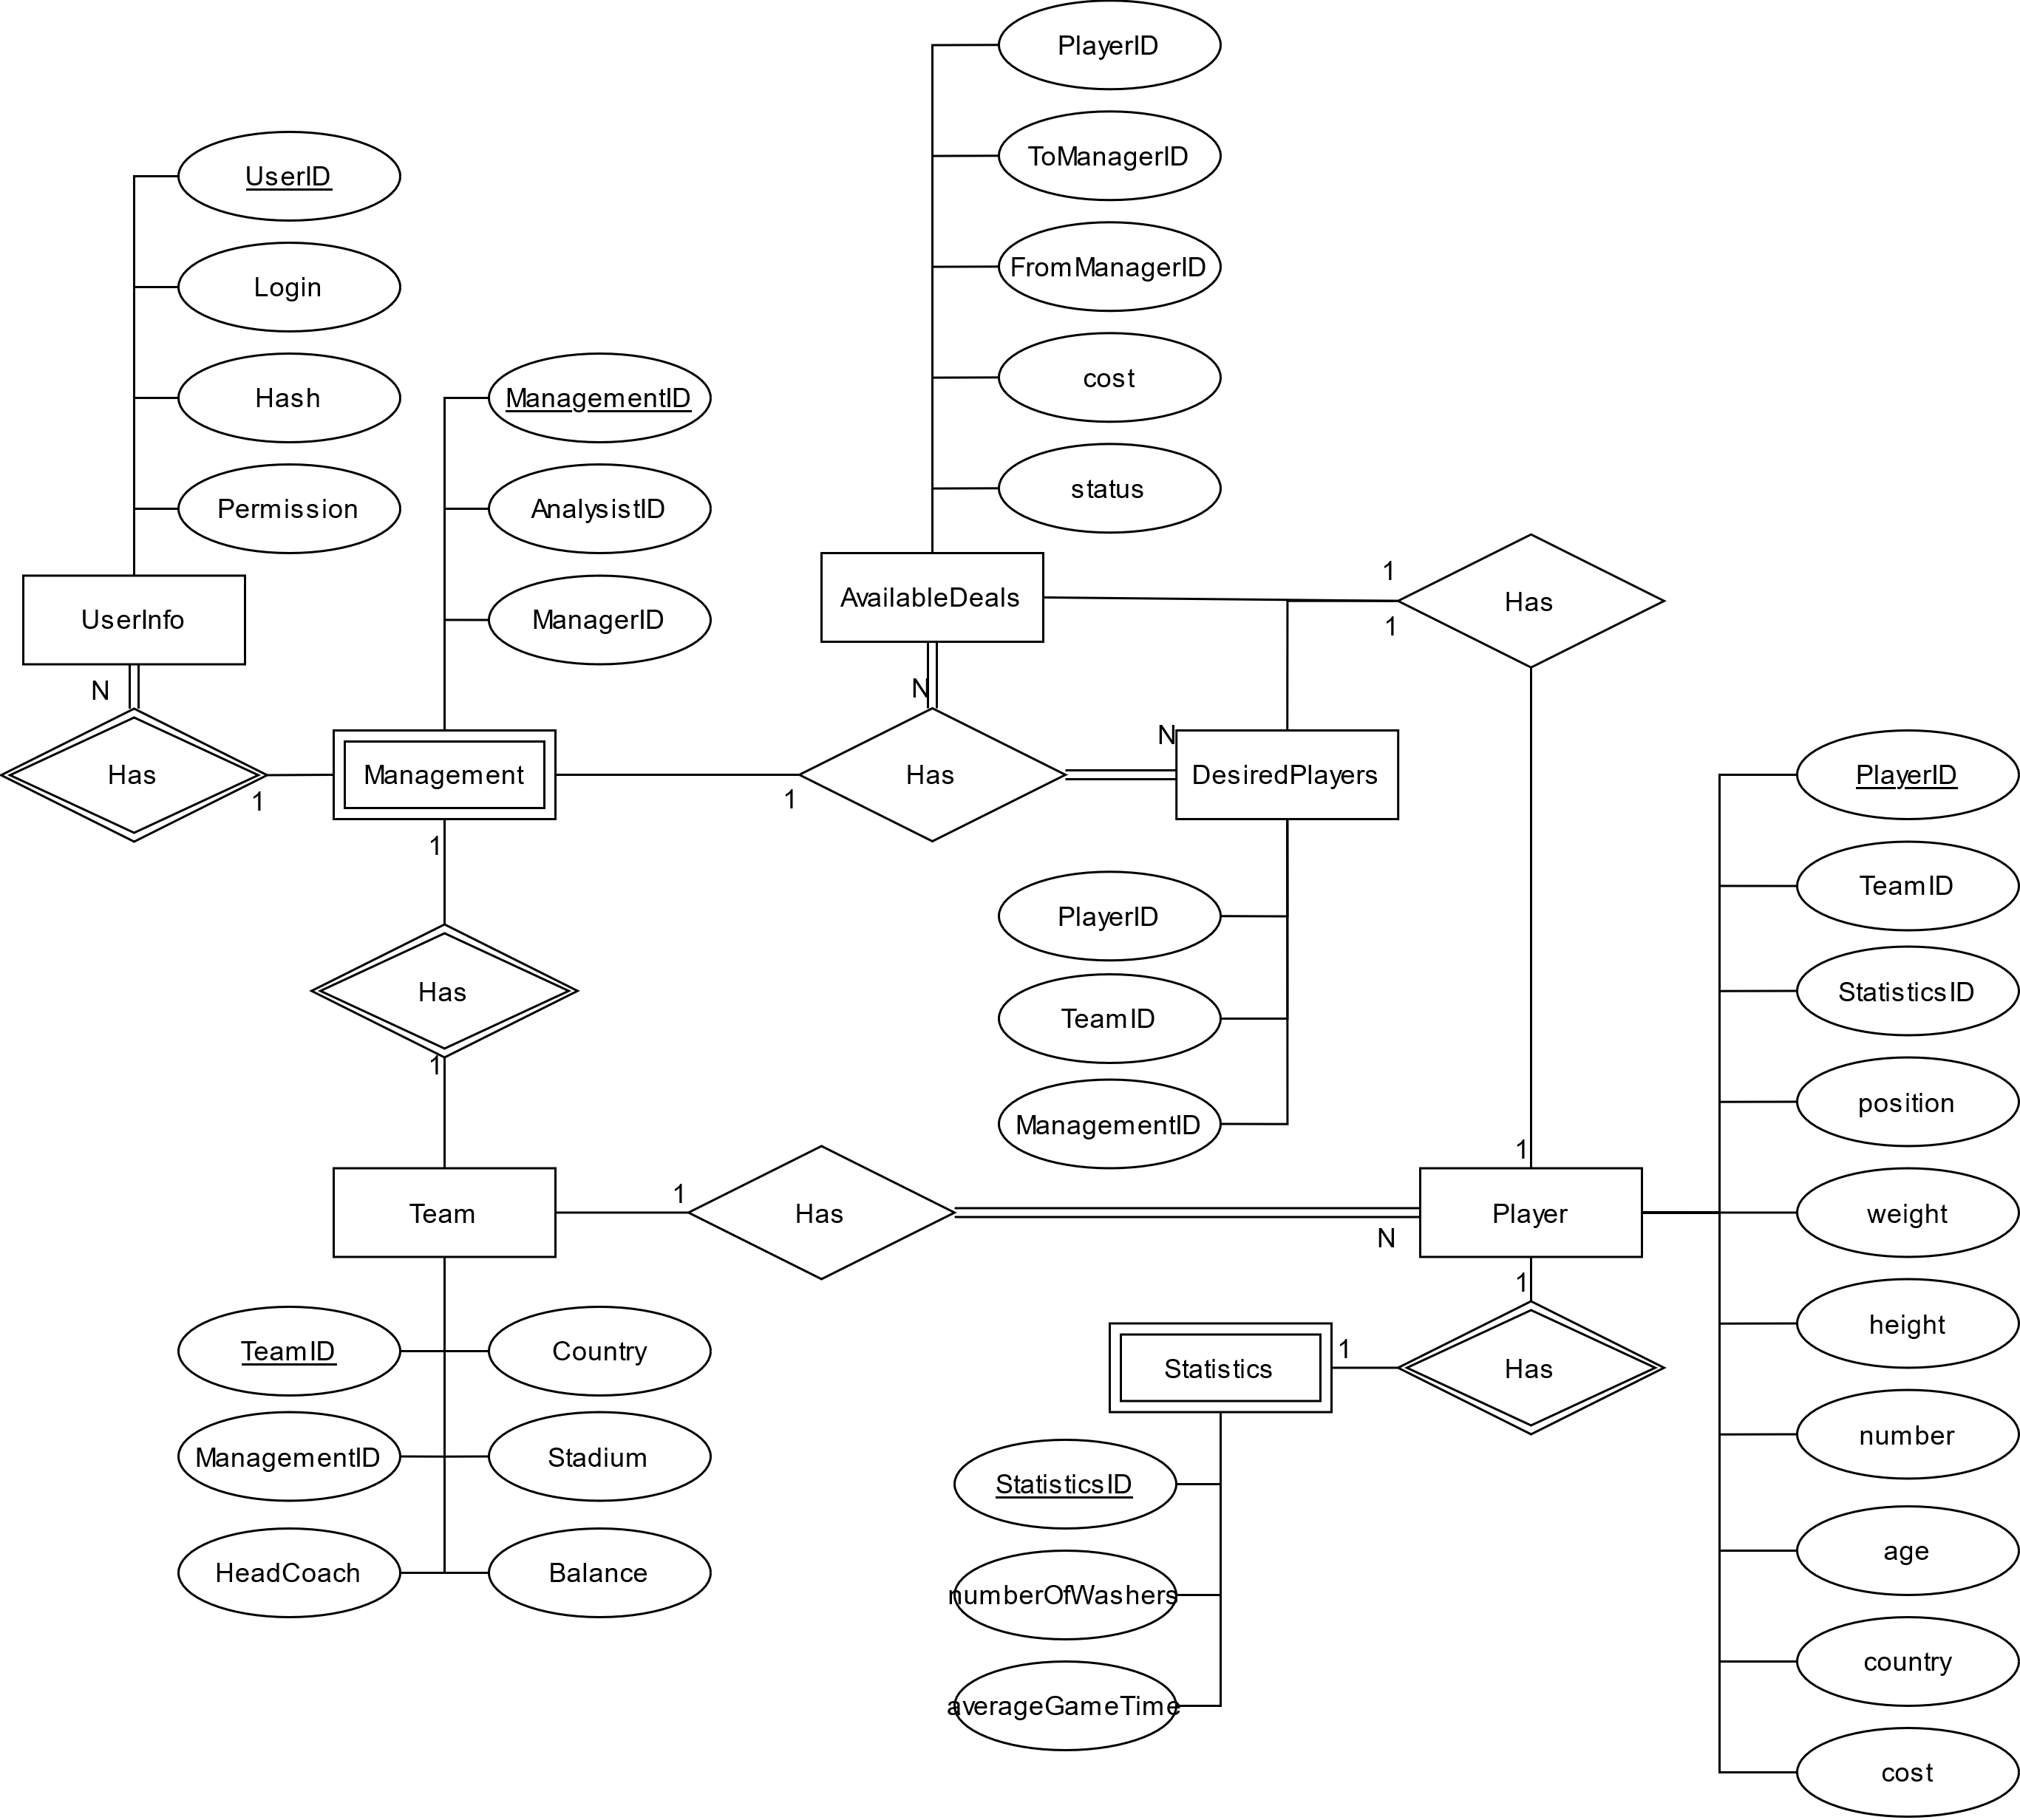 PlayerID
ToManagerID
FromManagerID
cost
status
UserID
Login
Hash
Permission
ManagementID
AnalysistID
ManagerID
UserInfo
AvailableDeals
1
1
Has
N
N
N
Has
1
Management
1
Has
DesiredPlayers
1
Has
1
PlayerID
TeamID
ManagementID
1
Team
1
Has
N
Player
1
PlayerID
TeamID
StatisticsID
position
weight
height
number
age
country
cost
TeamID
Country
ManagementID
Stadium
HeadCoach
Balance
Statistics
1
Has
StatisticsID
numberOfWashers
averageGameTime